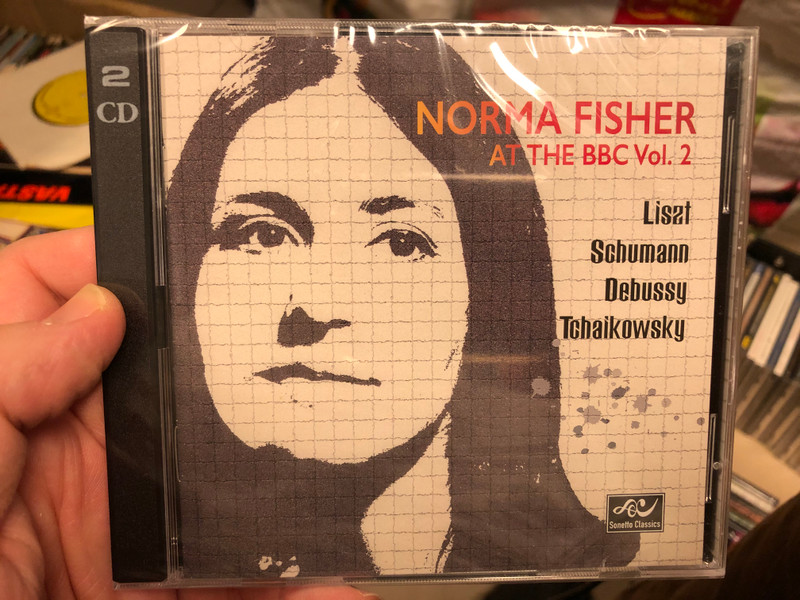 2
CD
NORMA FISHER
AT THE BBC Vol. 2
Liszt
Schumann
Debussy
Tchaikowsky
Sonetto Classics